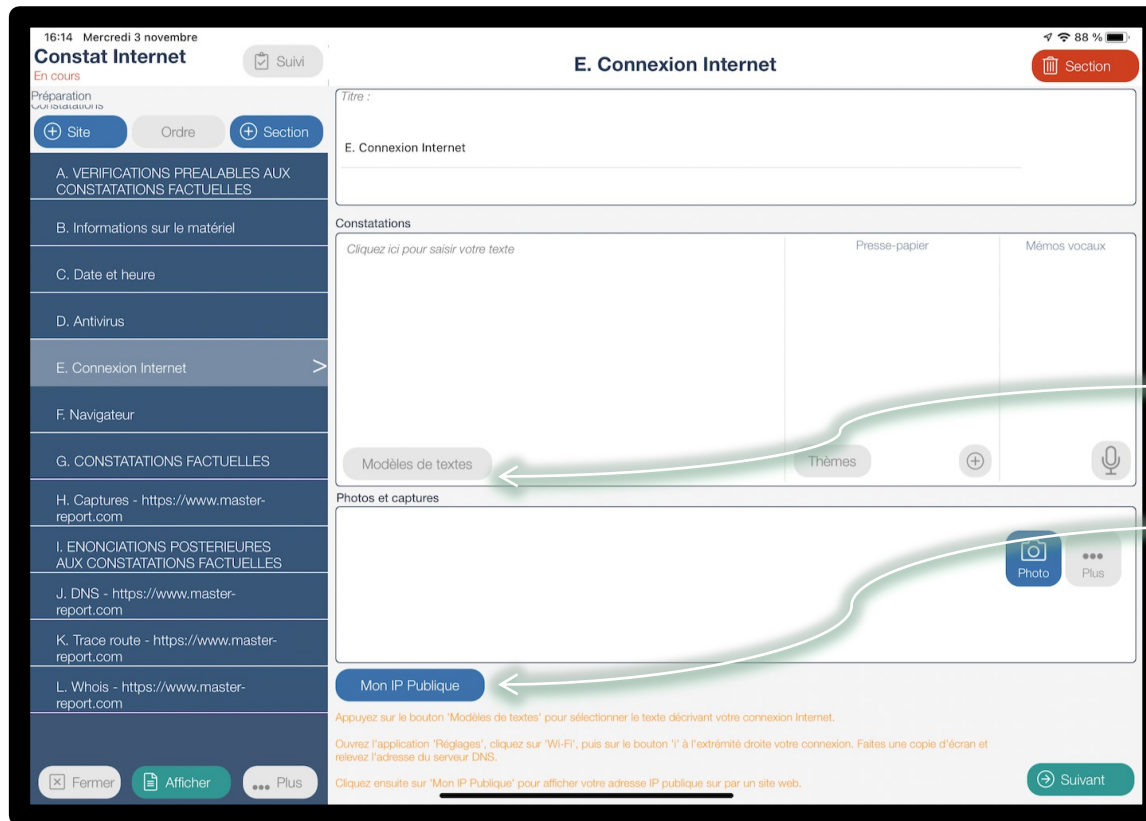 16:14 Mercredi 3 novembre
88 %
Constat Internet
En cours
Suivi
E. Connexion Internet
Section
Préparation
Constatations
Site
Ordre
Section
A. VERIFICATIONS PREALABLES AUX
CONSTATATIONS FACTUELLES
B. Informations sur le matériel
C. Date et heure
D. Antivirus
E. Connexion Internet >
F. Navigateur
G. CONSTATATIONS FACTUELLES
H. Captures - https://www.master-
report.com
I. ENONCIATIONS POSTERIEURES
AUX CONSTATATIONS FACTUELLES
J. DNS - https://www.master-
report.com
K. Trace route - https://www.master-
report.com
L. Whois - https://www.master-
report.com
Fermer
Afficher
Plus
Titre :
E. Connexion Internet
Constatations
Cliquez ici pour saisir votre texte
Presse-papier
Mémos vocaux
Modèles de textes
Thèmes
Photos et captures
Photo
Plus
Mon IP Publique
Appuyez sur le bouton 'Modèles de textes' pour sélectionner le texte décrivant votre connexion Internet.
Ouvrez l'application 'Réglages', cliquez sur 'Wi-Fi', puis sur le bouton 'i' à l'extrémité droite votre connexion. Faites une copie d'écran et
relevez l'adresse du serveur DNS.
Cliquez ensuite sur 'Mon IP Publique' pour afficher votre adresse IP publique sur par un site web.
Suivant